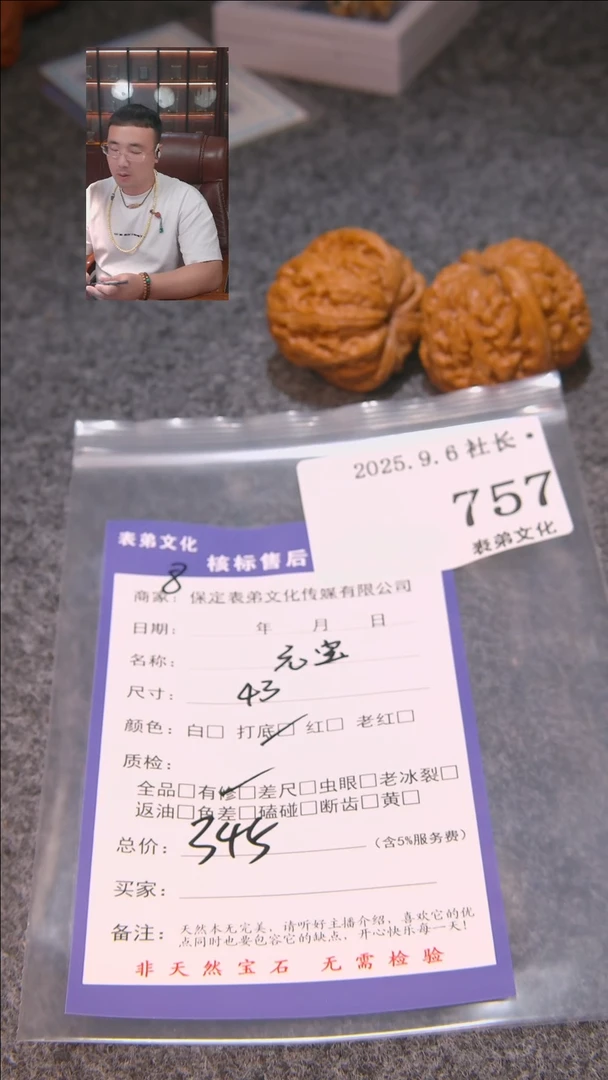 2025.9.6 社长·
757
表弟文化
表弟文化 核标售后
8
商家: 保定表弟文化传媒有限公司
日期: 年 月 日
名称: 元宝
尺寸: 43
颜色: 白□ 打底□ 红□ 老红□
质检:
全品□有修□差尺□虫眼□老冰裂□
返油□色差□磕碰□断齿□黄□
总价: 345 (含5%服务费)
买家:
备注: 天然本无完美,请听好主播介绍,喜欢它的优
点同时也要包容它的缺点,开心快乐每一天!
非天然宝石 无需检验